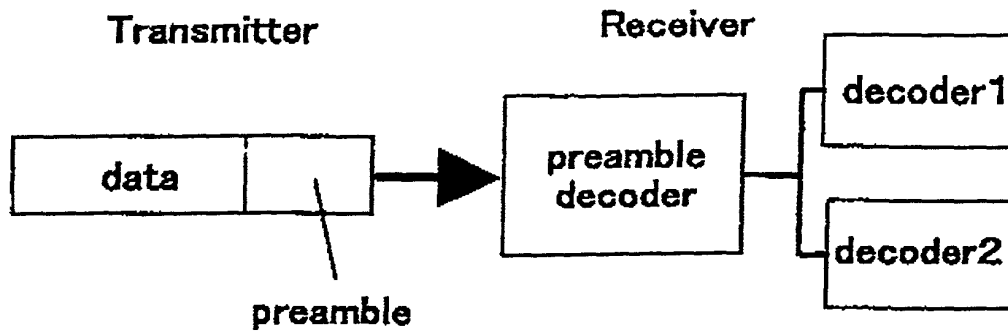 Transmitter
Receiver
data
preamble
preamble
decoder
decoder1
decoder2